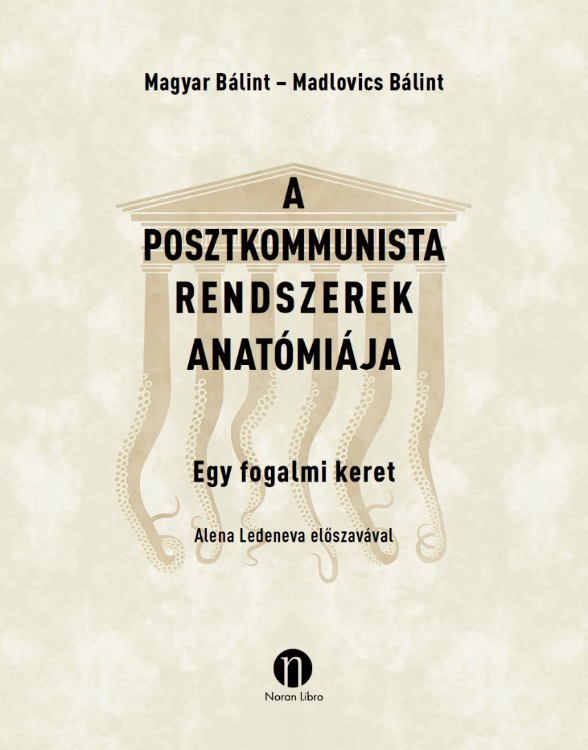 Magyar Bálint – Madlovics Bálint
A
POSZTKOMMUNISTA
RENDSZEREK
ANATÓMIÁJA
Egy fogalmi keret
Alena Ledeneva előszavával
n
Noran Libro